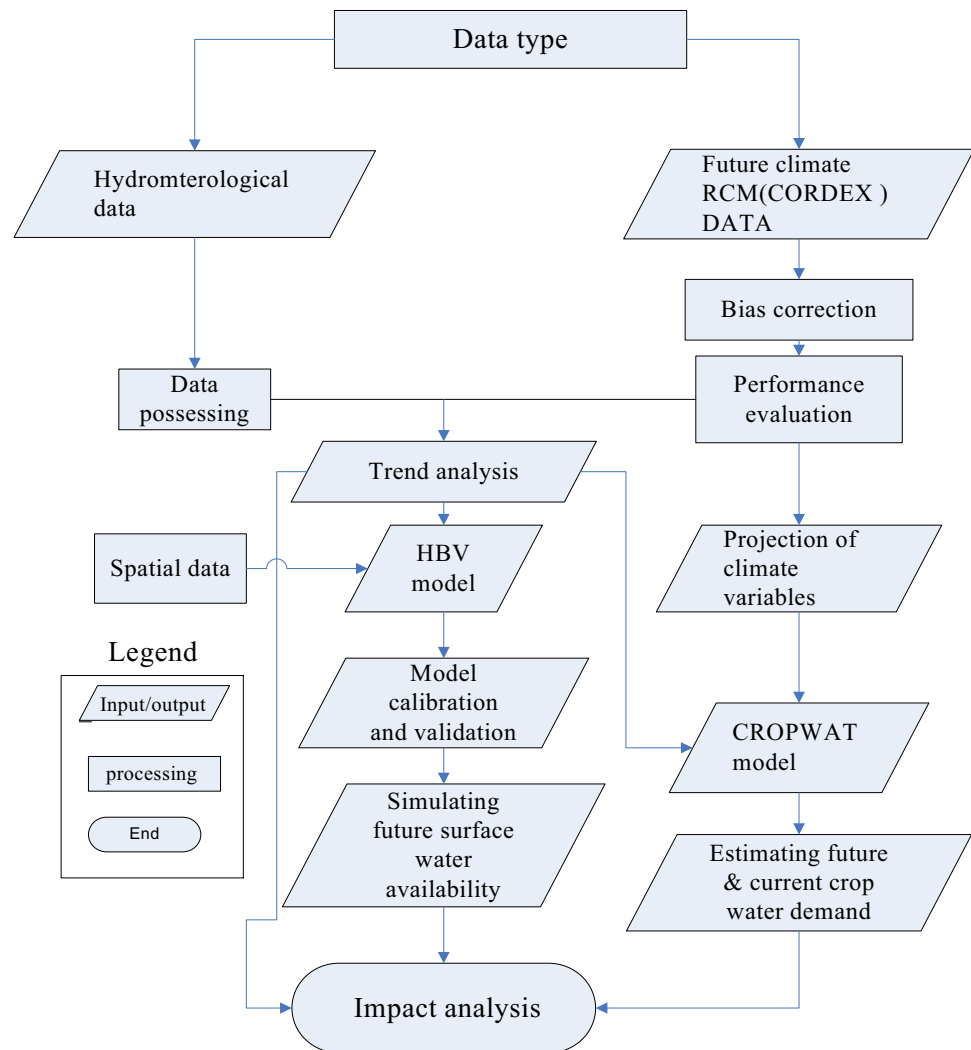 Data type
Hydromterological
data
Future climate
RCM(CORDEX )
DATA
Bias correction
Data
possessing
Performance
evaluation
Trend analysis
Spatial data
HBV
model
Projection of
climate
variables
Legend
Input/output
processing
End
Model
calibration
and validation
CROPWAT
model
Simulating
future surface
water
availability
Estimating future
& current crop
water demand
Impact analysis